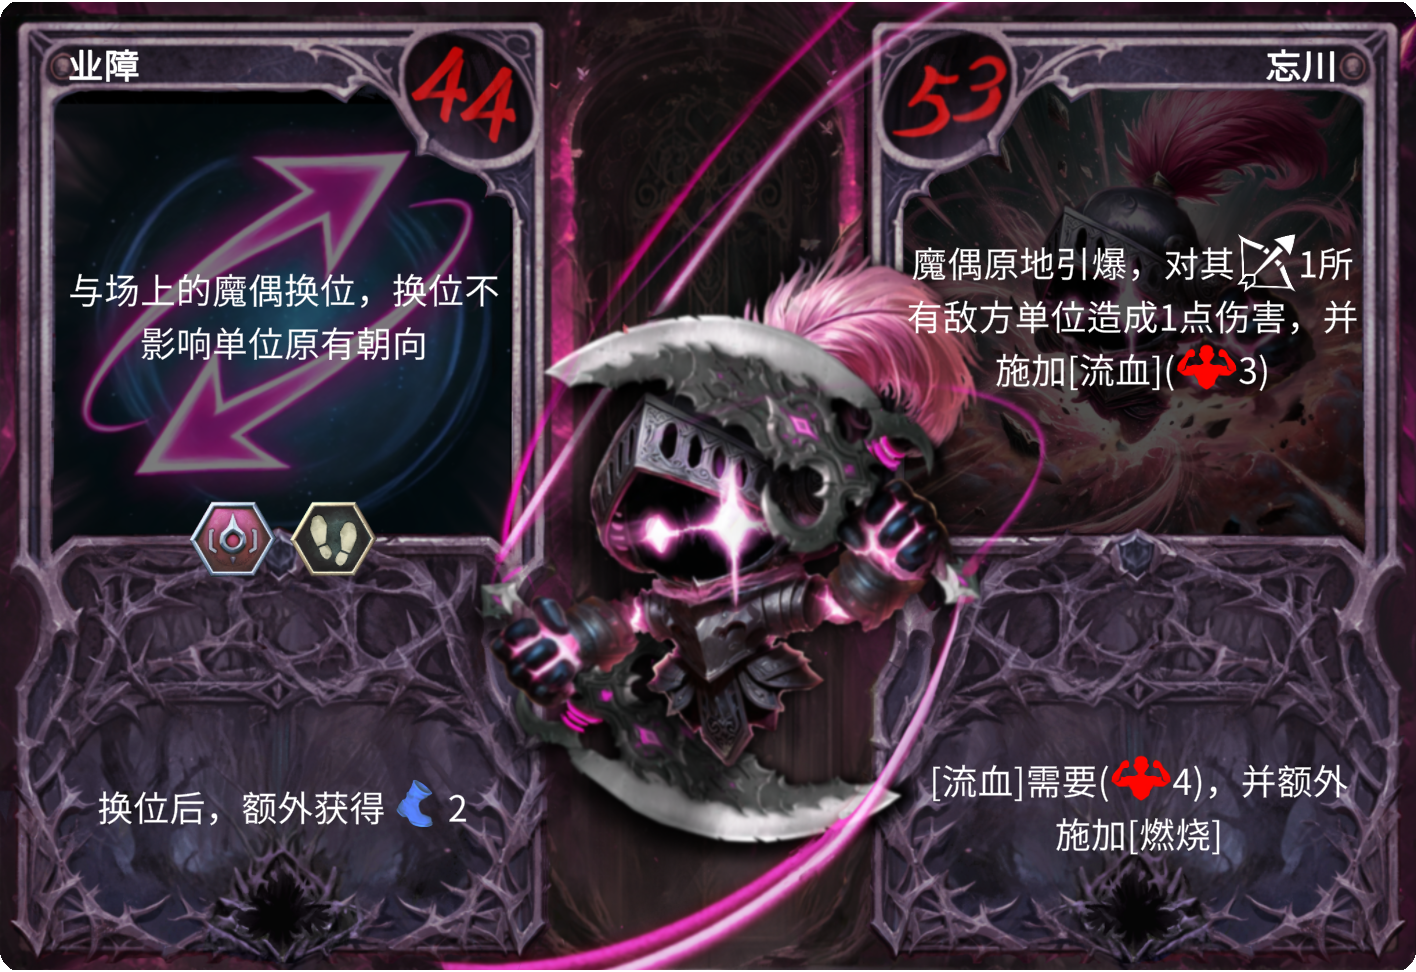 业障
44
与场上的魔偶换位，换位不
影响单位原有朝向
换位后，额外获得 2
53
忘川
魔偶原地引爆，对其1所
有敌方单位造成1点伤害，并
施加[流血](3)
[流血]需要(4)，并额外
施加[燃烧]